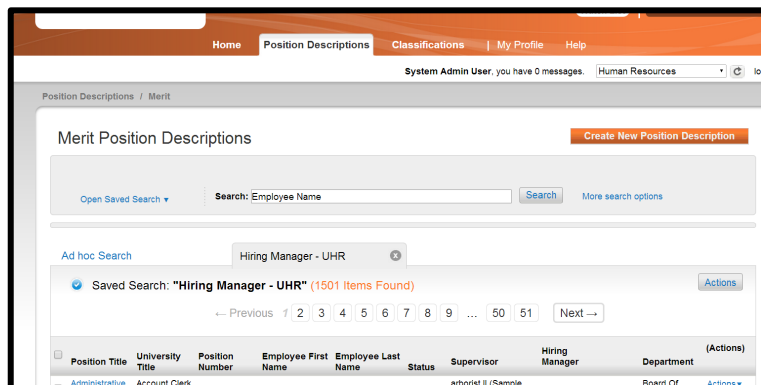 Home Position Descriptions Classifications | My Profile Help
System Admin User, you have 0 messages. Human Resources
Position Descriptions / Merit
Merit Position Descriptions Create New Position Description
Open Saved Search ▾ Search: Employee Name Search More search options
Ad hoc Search Hiring Manager - UHR
Saved Search: "Hiring Manager - UHR" (1501 Items Found) Actions
← Previous 1 2 3 4 5 6 7 8 9 ... 50 51 Next →
Position Title University Title Position Number Employee First Name Employee Last Name Status Supervisor Hiring Manager Department (Actions)
Administrative Account Clerk arborist II (Sample Board Of Actions ▾